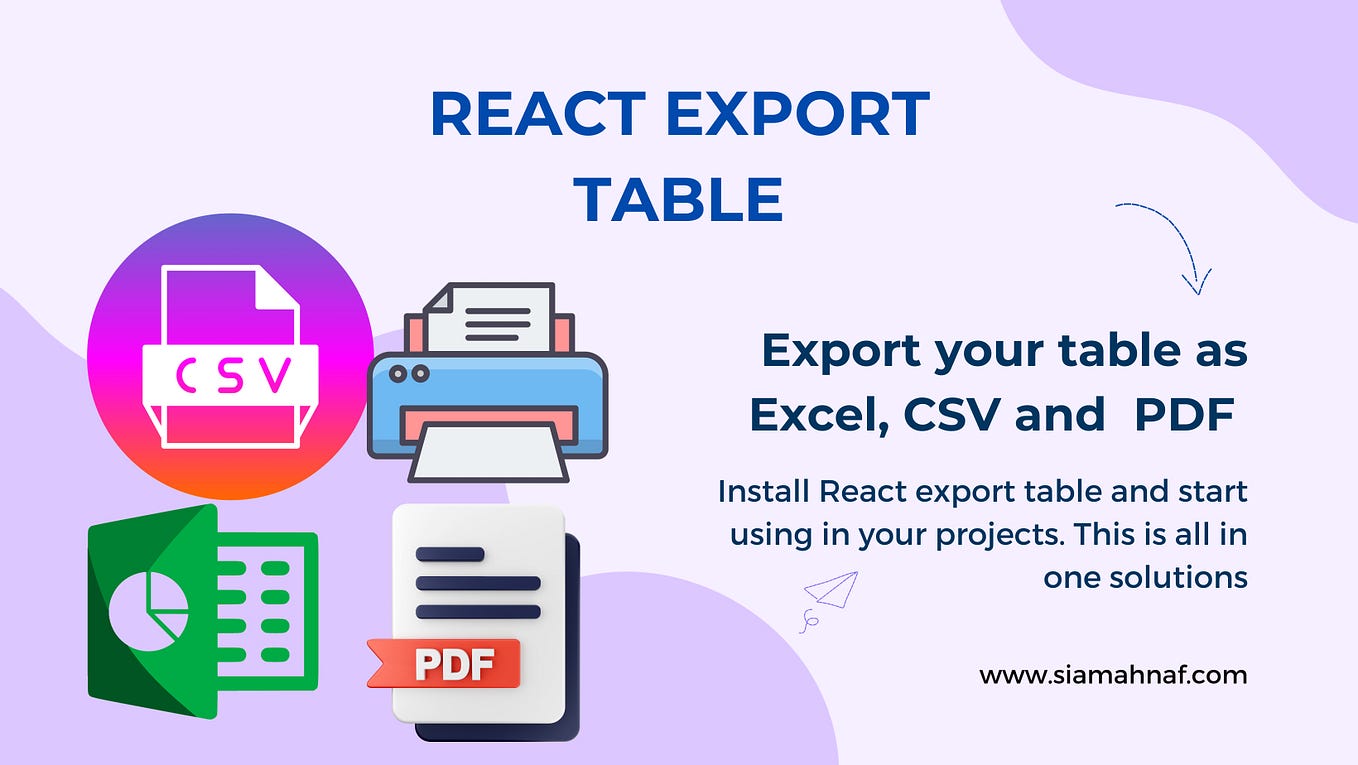 REACT EXPORT
TABLE
CSV
Export your table as
Excel, CSV and  PDF
Install React export table and start
using in your projects. This is all in
one solutions
PDF
www.siamahnaf.com